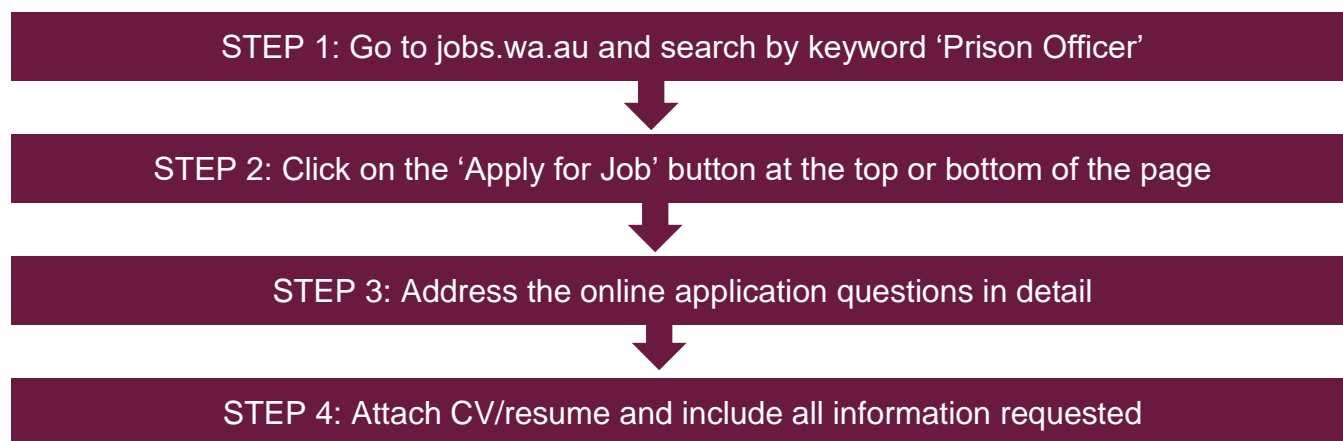 STEP 1: Go to jobs.wa.au and search by keyword ‘Prison Officer’
STEP 2: Click on the ‘Apply for Job’ button at the top or bottom of the page
STEP 3: Address the online application questions in detail
STEP 4: Attach CV/resume and include all information requested